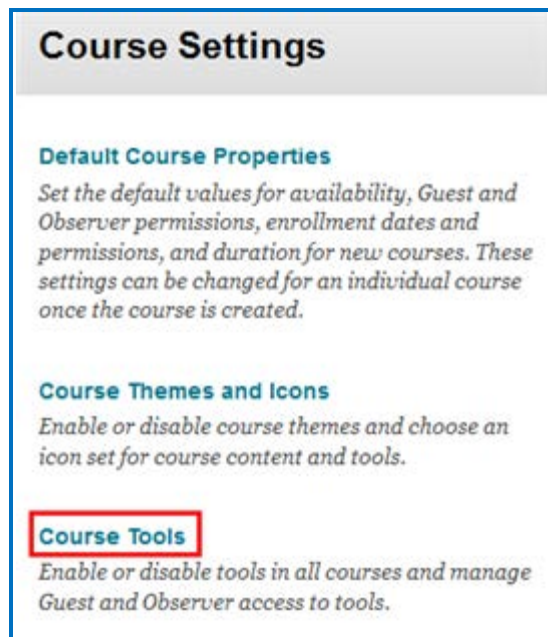 Course Settings
Default Course Properties
Set the default values for availability, Guest and
Observer permissions, enrollment dates and
permissions, and duration for new courses. These
settings can be changed for an individual course
once the course is created.
Course Themes and Icons
Enable or disable course themes and choose an
icon set for course content and tools.
Course Tools
Enable or disable tools in all courses and manage
Guest and Observer access to tools.